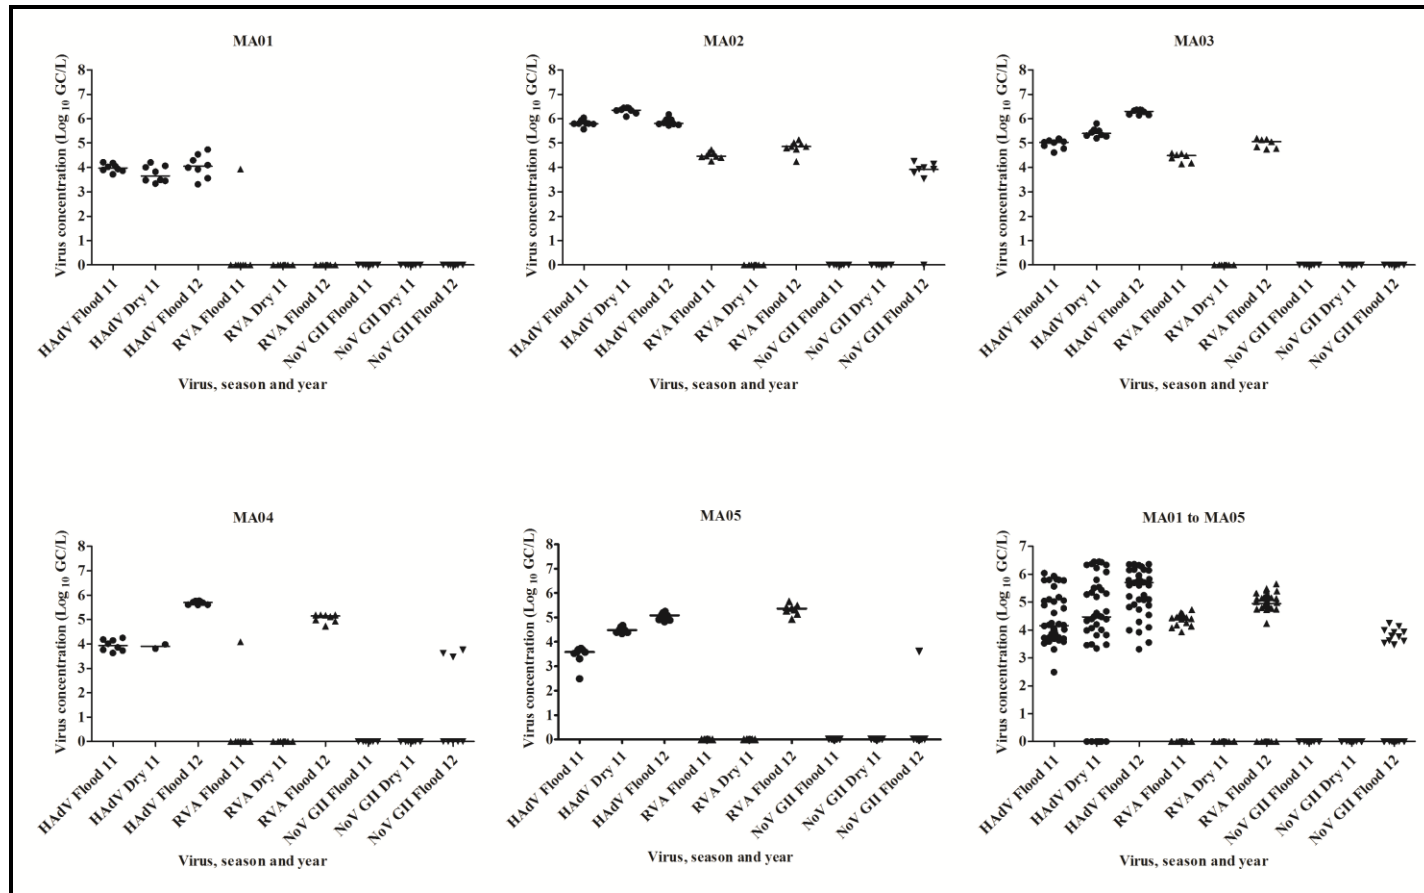 MA01
Virus concentration (Log 10 GC/L)
8
7
6
5
4
3
2
1
0
HAdV Flood 11
HAdV Dry 11
HAdV Flood 12
RVA Flood 11
RVA Dry 11
RVA Flood 12
NoV GII Flood 11
NoV GII Dry 11
NoV GII Flood 12
Virus, season and year
MA02
Virus concentration (Log 10 GC/L)
8
7
6
5
4
3
2
1
0
HAdV Flood 11
HAdV Dry 11
HAdV Flood 12
RVA Flood 11
RVA Dry 11
RVA Flood 12
NoV GII Flood 11
NoV GII Dry 11
NoV GII Flood 12
Virus, season and year
MA03
Virus concentration (Log 10 GC/L)
8
7
6
5
4
3
2
1
0
HAdV Flood 11
HAdV Dry 11
HAdV Flood 12
RVA Flood 11
RVA Dry 11
RVA Flood 12
NoV GII Flood 11
NoV GII Dry 11
NoV GII Flood 12
Virus, season and year
MA04
Virus concentration (Log 10 GC/L)
8
7
6
5
4
3
2
1
0
HAdV Flood 11
HAdV Dry 11
HAdV Flood 12
RVA Flood 11
RVA Dry 11
RVA Flood 12
NoV GII Flood 11
NoV GII Dry 11
NoV GII Flood 12
Virus, season and year
MA05
Virus concentration (Log 10 GC/L)
8
7
6
5
4
3
2
1
0
HAdV Flood 11
HAdV Dry 11
HAdV Flood 12
RVA Flood 11
RVA Dry 11
RVA Flood 12
NoV GII Flood 11
NoV GII Dry 11
NoV GII Flood 12
Virus, season and year
MA01 to MA05
Virus concentration (Log 10 GC/L)
7
6
5
4
3
2
1
0
HAdV Flood 11
HAdV Dry 11
HAdV Flood 12
RVA Flood 11
RVA Dry 11
RVA Flood 12
NoV GII Flood 11
NoV GII Dry 11
NoV GII Flood 12
Virus, season and year